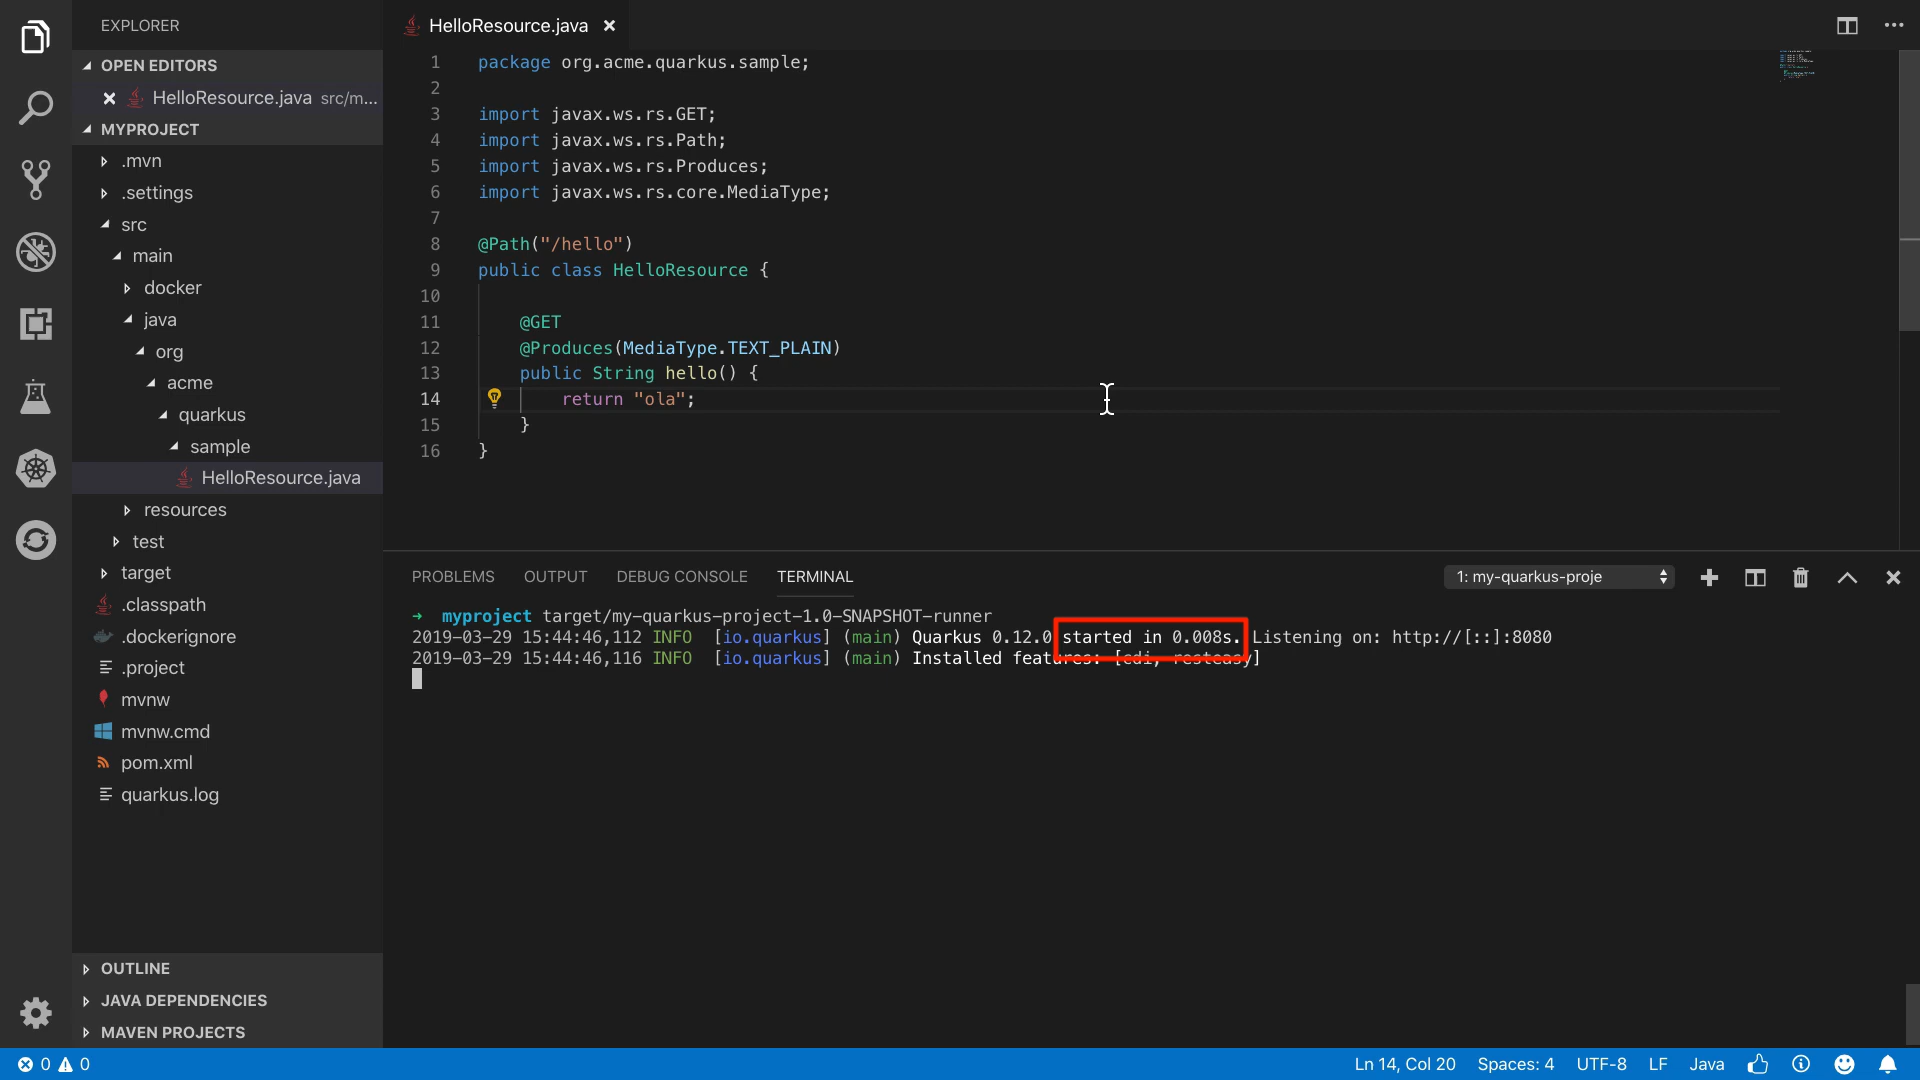 EXPLORER
OPEN EDITORS
HelloResource.java src/m...
MYPROJECT
.mvn
.settings
src
main
docker
java
org
acme
quarkus
sample
HelloResource.java
resources
test
target
.classpath
.dockerignore
.project
mvnw
mvnw.cmd
pom.xml
quarkus.log
OUTLINE
JAVA DEPENDENCIES
MAVEN PROJECTS
HelloResource.java
1 package org.acme.quarkus.sample;
2
3 import javax.ws.rs.GET;
4 import javax.ws.rs.Path;
5 import javax.ws.rs.Produces;
6 import javax.ws.rs.core.MediaType;
7
8 @Path("/hello")
9 public class HelloResource {
10
11 @GET
12 @Produces(MediaType.TEXT_PLAIN)
13 public String hello() {
14 return "ola";
15 }
16 }
PROBLEMS OUTPUT DEBUG CONSOLE TERMINAL 1: my-quarkus-proje
➜ myproject target/my-quarkus-project-1.0-SNAPSHOT-runner
2019-03-29 15:44:46,112 INFO [io.quarkus] (main) Quarkus 0.12.0 started in 0.008s. Listening on: http://[::]:8080
2019-03-29 15:44:46,116 INFO [io.quarkus] (main) Installed features: [cdi, resteasy]
0 0 Ln 14, Col 20 Spaces: 4 UTF-8 LF Java